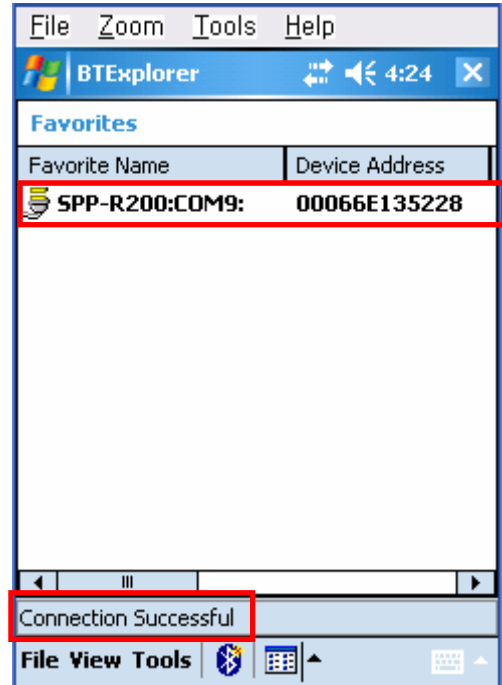 File Zoom Tools Help
BTExplorer 4:24
Favorites
Favorite Name Device Address
SPP-R200:COM9: 00066E135228
Connection Successful
File View Tools